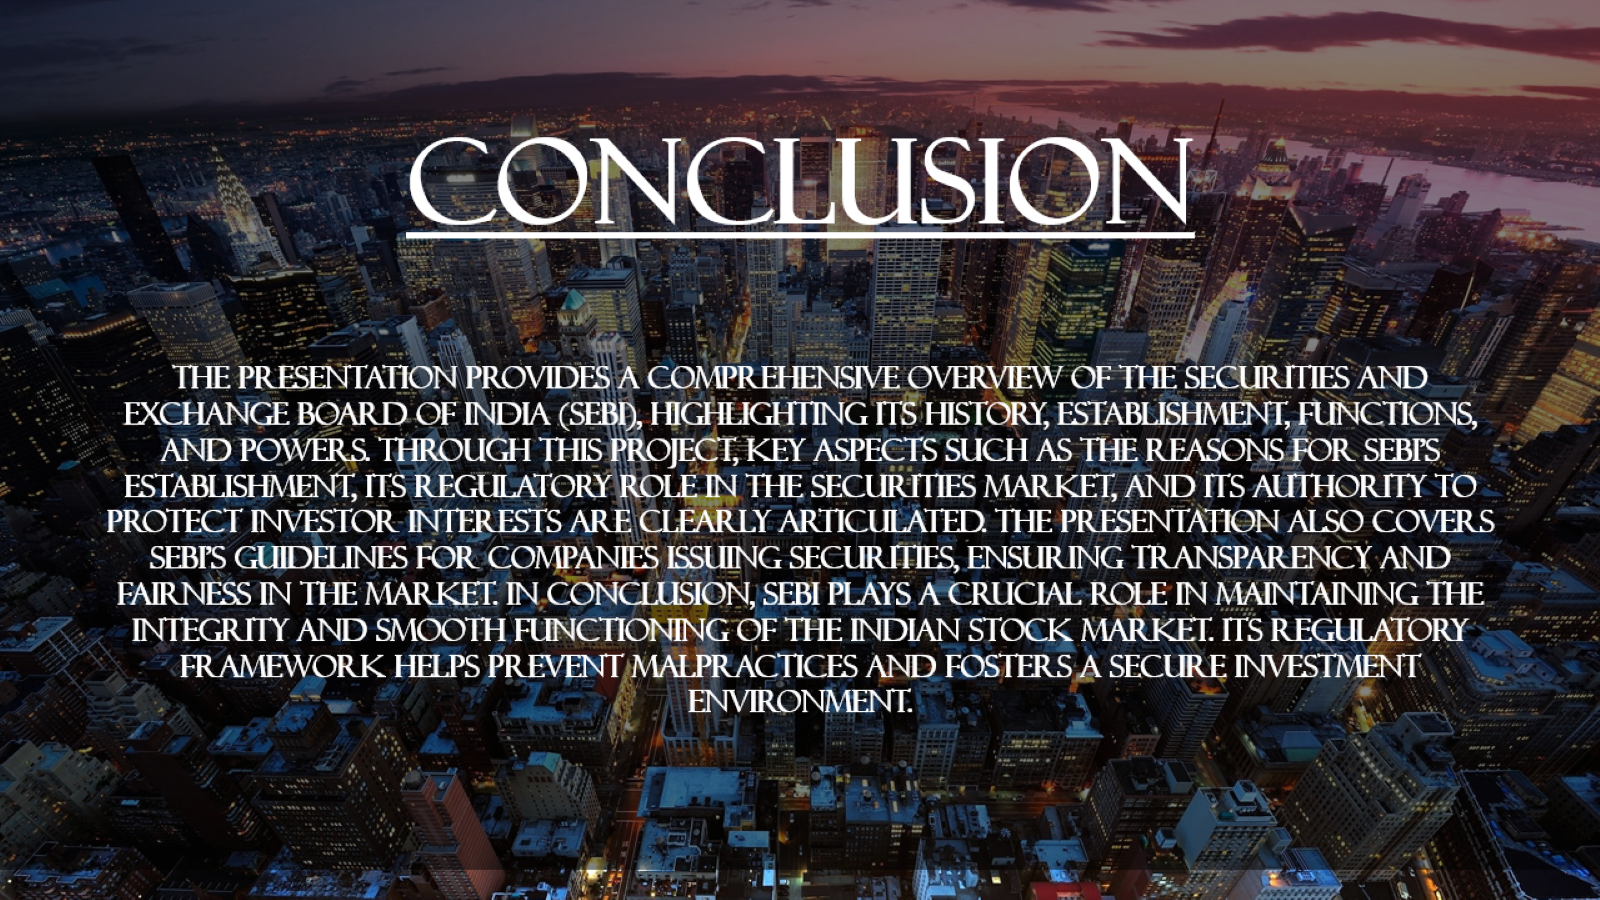 CONCLUSION
THE PRESENTATION PROVIDES A COMPREHENSIVE OVERVIEW OF THE SECURITIES AND
EXCHANGE BOARD OF INDIA (SEBI), HIGHLIGHTING ITS HISTORY, ESTABLISHMENT, FUNCTIONS,
AND POWERS. THROUGH THIS PROJECT, KEY ASPECTS SUCH AS THE REASONS FOR SEBI'S
ESTABLISHMENT, ITS REGULATORY ROLE IN THE SECURITIES MARKET, AND ITS AUTHORITY TO
PROTECT INVESTOR INTERESTS ARE CLEARLY ARTICULATED. THE PRESENTATION ALSO COVERS
SEBI'S GUIDELINES FOR COMPANIES ISSUING SECURITIES, ENSURING TRANSPARENCY AND
FAIRNESS IN THE MARKET. IN CONCLUSION, SEBI PLAYS A CRUCIAL ROLE IN MAINTAINING THE
INTEGRITY AND SMOOTH FUNCTIONING OF THE INDIAN STOCK MARKET. ITS REGULATORY
FRAMEWORK HELPS PREVENT MALPRACTICES AND FOSTERS A SECURE INVESTMENT
ENVIRONMENT.